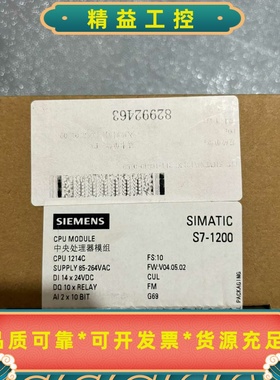 精益工控
82992463
SIEMENS
SIMATIC
S7-1200
CPU MODULE
中央处理器模组
CPU 1214C
FS:10
SUPPLY 85-264VAC
FW:V04.05.02
DI 14 x 24VDC
CUL
DQ 10 x RELAY
FM
AI 2 x 10 BIT
G69
PACKAGING
品质可靠*可开发票*货源充足